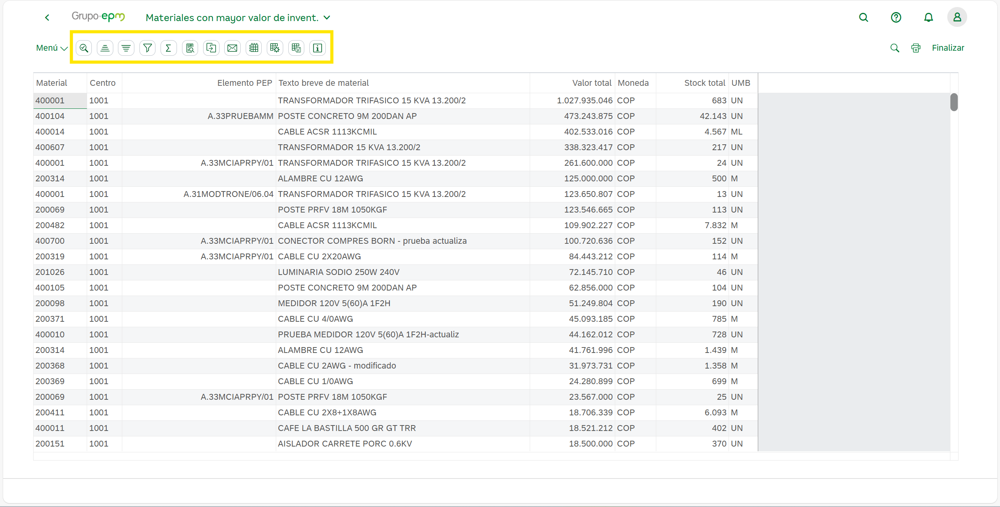 Grupo·epm Materiales con mayor valor de invent.
Menú Finalizar
Material Centro Elemento PEP Texto breve de material Valor total Moneda Stock total UMB
400001 1001 TRANSFORMADOR TRIFASICO 15 KVA 13.200/2 1.027.935.046 COP 683 UN
400104 1001 A.33PRUEBAMM POSTE CONCRETO 9M 200DAN AP 473.243.875 COP 42.143 UN
400014 1001 CABLE ACSR 1113KCMIL 402.533.016 COP 4.567 ML
400607 1001 TRANSFORMADOR 15 KVA 13.200/2 338.323.417 COP 217 UN
400001 1001 A.33MCIAPRPY/01 TRANSFORMADOR TRIFASICO 15 KVA 13.200/2 261.600.000 COP 24 UN
200314 1001 ALAMBRE CU 12AWG 125.000.000 COP 500 M
400001 1001 A.31MODTRONE/06.04 TRANSFORMADOR TRIFASICO 15 KVA 13.200/2 123.650.807 COP 13 UN
200069 1001 POSTE PRFV 18M 1050KGF 123.546.665 COP 113 UN
200482 1001 CABLE ACSR 1113KCMIL 109.902.227 COP 7.832 M
400700 1001 A.33MCIAPRPY/01 CONECTOR COMPRES BORN - prueba actualiza 100.720.636 COP 152 UN
200319 1001 A.33MCIAPRPY/01 CABLE CU 2X20AWG 84.443.212 COP 114 M
201026 1001 LUMINARIA SODIO 250W 240V 72.145.710 COP 46 UN
400105 1001 POSTE CONCRETO 9M 200DAN AP 62.856.000 COP 104 UN
200098 1001 MEDIDOR 120V 5(60)A 1F2H 51.249.804 COP 190 UN
200371 1001 CABLE CU 4/0AWG 45.093.185 COP 785 M
400010 1001 PRUEBA MEDIDOR 120V 5(60)A 1F2H-actualiz 44.162.012 COP 728 UN
200314 1001 ALAMBRE CU 12AWG 41.761.996 COP 1.439 M
200368 1001 CABLE CU 2AWG - modificado 31.973.731 COP 1.358 M
200369 1001 CABLE CU 1/0AWG 24.280.899 COP 699 M
200069 1001 A.33MCIAPRPY/01 POSTE PRFV 18M 1050KGF 23.567.000 COP 25 UN
200411 1001 CABLE CU 2X8+1X8AWG 18.706.339 COP 6.093 M
400011 1001 CAFE LA BASTILLA 500 GR GT TRR 18.521.212 COP 402 UN
200151 1001 AISLADOR CARRETE PORC 0.6KV 18.500.000 COP 370 UN